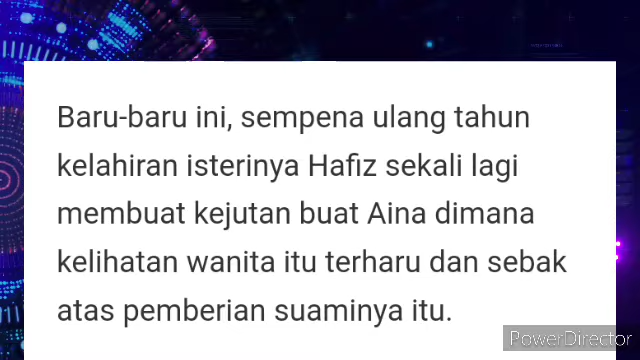 Baru-baru ini, sempena ulang tahun
kelahiran isterinya Hafiz sekali lagi
membuat kejutan buat Aina dimana
kelihatan wanita itu terharu dan sebak
atas pemberian suaminya itu.
PowerDirector